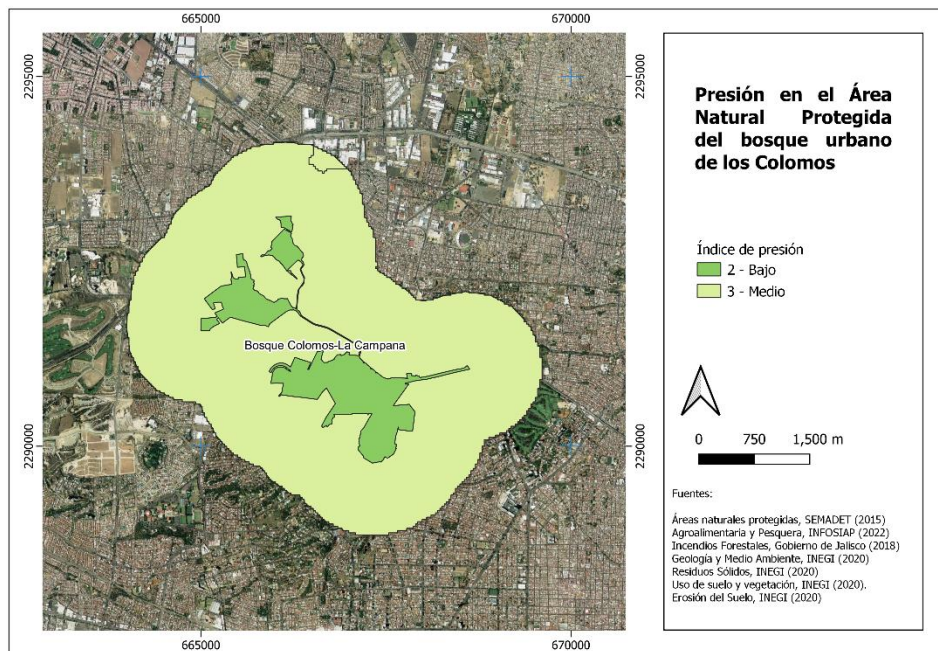 665000
670000
2295000
2295000
Bosque Colomos-La Campana
2290000
2290000
665000
670000
Presión en el Área
Natural Protegida
del bosque urbano
de los Colomos
Índice de presión
2 - Bajo
3 - Medio
0 750 1,500 m
Fuentes:
Áreas naturales protegidas, SEMADET (2015)
Agroalimentaria y Pesquera, INFOSIAP (2022)
Incendios Forestales, Gobierno de Jalisco (2018)
Geología y Medio Ambiente, INEGI (2020)
Residuos Sólidos, INEGI (2020)
Uso de suelo y vegetación, INEGI (2020).
Erosión del Suelo, INEGI (2020)